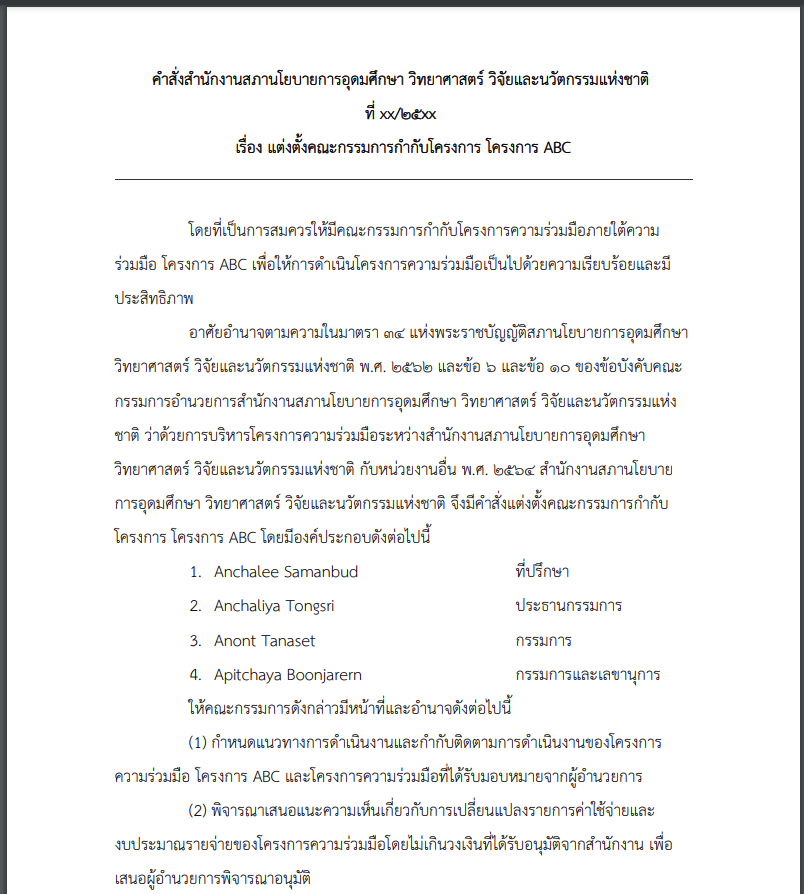 คำสั่งสำนักงานสภานโยบายการอุดมศึกษา วิทยาศาสตร์ วิจัยและนวัตกรรมแห่งชาติ
ที่ xx/๒๕xx
เรื่อง แต่งตั้งคณะกรรมการกำกับโครงการ โครงการ ABC
โดยที่เป็นการสมควรให้มีคณะกรรมการกำกับโครงการความร่วมมือภายใต้ความ
ร่วมมือ โครงการ ABC เพื่อให้การดำเนินโครงการความร่วมมือเป็นไปด้วยความเรียบร้อยและมี
ประสิทธิภาพ
อาศัยอำนาจตามความในมาตรา ๓๔ แห่งพระราชบัญญัติสภานโยบายการอุดมศึกษา
วิทยาศาสตร์ วิจัยและนวัตกรรมแห่งชาติ พ.ศ. ๒๕๖๒ และข้อ ๖ และข้อ ๑๐ ของข้อบังคับคณะ
กรรมการอำนวยการสำนักงานสภานโยบายการอุดมศึกษา วิทยาศาสตร์ วิจัยและนวัตกรรมแห่ง
ชาติ ว่าด้วยการบริหารโครงการความร่วมมือระหว่างสำนักงานสภานโยบายการอุดมศึกษา
วิทยาศาสตร์ วิจัยและนวัตกรรมแห่งชาติ กับหน่วยงานอื่น พ.ศ. ๒๕๖๔ สำนักงานสภานโยบาย
การอุดมศึกษา วิทยาศาสตร์ วิจัยและนวัตกรรมแห่งชาติ จึงมีคำสั่งแต่งตั้งคณะกรรมการกำกับ
โครงการ โครงการ ABC โดยมีองค์ประกอบดังต่อไปนี้
1. Anchalee Samanbud ที่ปรึกษา
2. Anchaliya Tongsri ประธานกรรมการ
3. Anont Tanaset กรรมการ
4. Apitchaya Boonjarern กรรมการและเลขานุการ
ให้คณะกรรมการดังกล่าวมีหน้าที่และอำนาจดังต่อไปนี้
(1) กำหนดแนวทางการดำเนินงานและกำกับติดตามการดำเนินงานของโครงการ
ความร่วมมือ โครงการ ABC และโครงการความร่วมมือที่ได้รับมอบหมายจากผู้อำนวยการ
(2) พิจารณาเสนอแนะความเห็นเกี่ยวกับการเปลี่ยนแปลงรายการค่าใช้จ่ายและ
งบประมาณรายจ่ายของโครงการความร่วมมือโดยไม่เกินวงเงินที่ได้รับอนุมัติจากสำนักงาน เพื่อ
เสนอผู้อำนวยการพิจารณาอนุมัติ